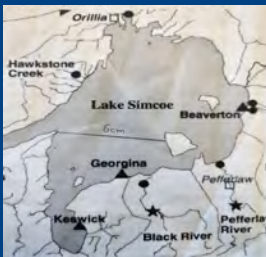 Orillia
Hawkstone
Creek
Lake Simcoe
Beaverton
6cm
Georgina
Pefferlaw
Keswick
Black River
Pefferlaw
River